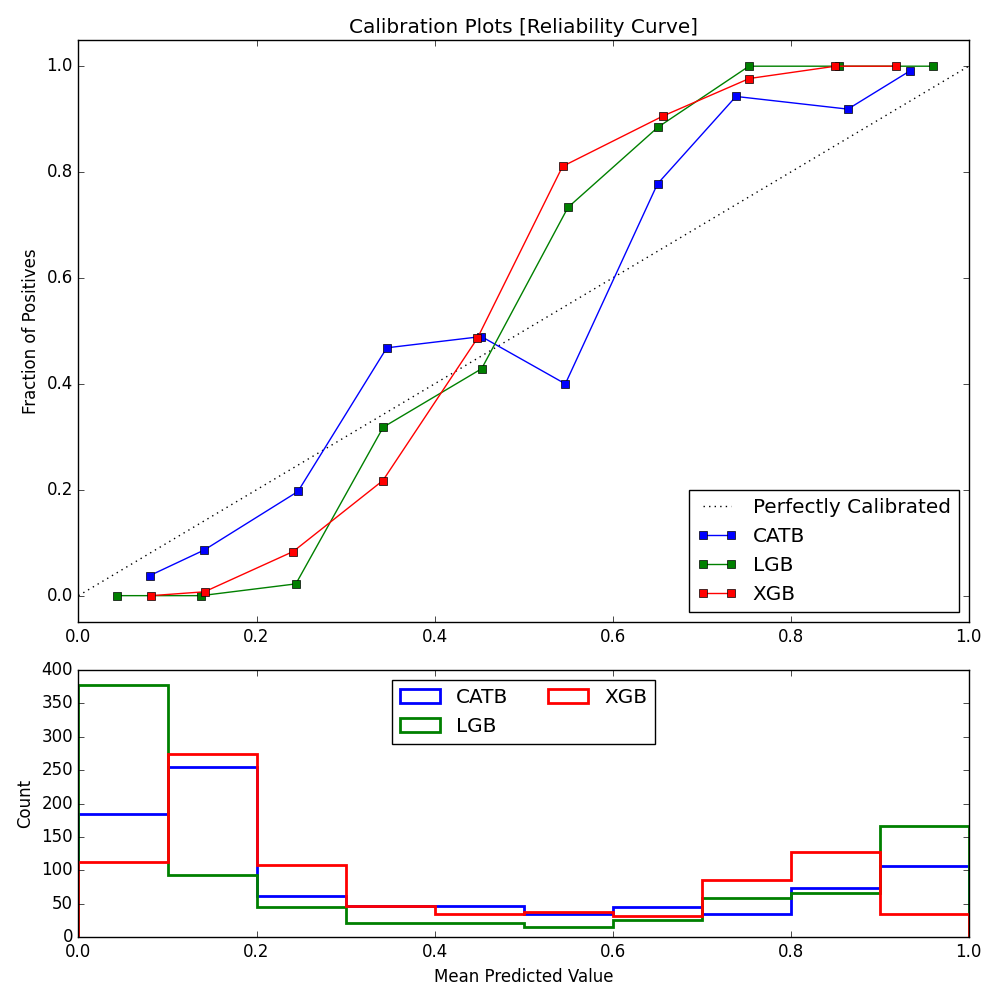 Calibration Plots [Reliability Curve]
1.0
0.8
0.6
0.4
0.2
0.0
Fraction of Positives
Perfectly Calibrated
CATB
LGB
XGB
0.0 0.2 0.4 0.6 0.8 1.0
400
350
300
250
200
150
100
50
0
Count
CATB XGB
LGB
0.0 0.2 0.4 0.6 0.8 1.0
Mean Predicted Value